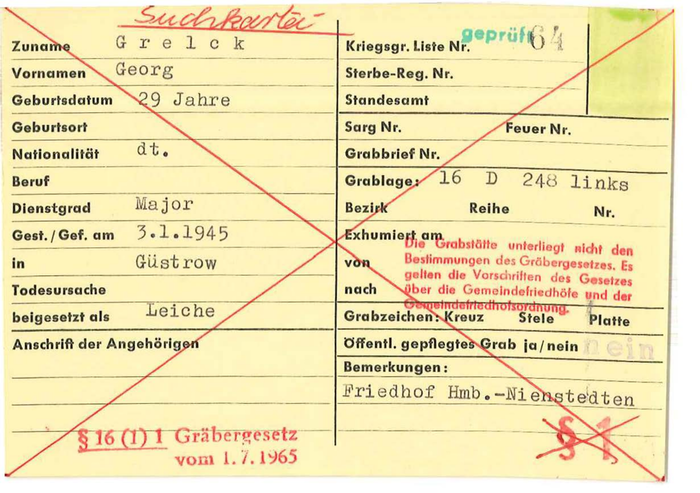 Suchkartei
Zuname Grelck
Vornamen Georg
Geburtsdatum 29 Jahre
Geburtsort
Nationalität dt.
Beruf
Dienstgrad Major
Gest. / Gef. am 3.1.1945
in Güstrow
Todesursache
beigesetzt als Leiche
Anschrift der Angehörigen
§ 16 (1) 1 Gräbergesetz
vom 1.7.1965
geprüft
Kriegsgr. Liste Nr. 64
Sterbe-Reg. Nr.
Standesamt
Sarg Nr. Feuer Nr.
Grabbrief Nr.
Grablage: 16 D 248 links
Bezirk Reihe Nr.
Exhumiert am
von
nach
Die Grabstätte unterliegt nicht den
Bestimmungen des Gräbergesetzes. Es
gelten die Vorschriften des Gesetzes
über die Gemeindefriedhöfe und der
Gemeindefriedhofsordnung.
Grabzeichen: Kreuz Stele Platte
Öffentl. gepflegtes Grab ja/nein nein
Bemerkungen:
Friedhof Hmb.-Nienstedten
§ 1